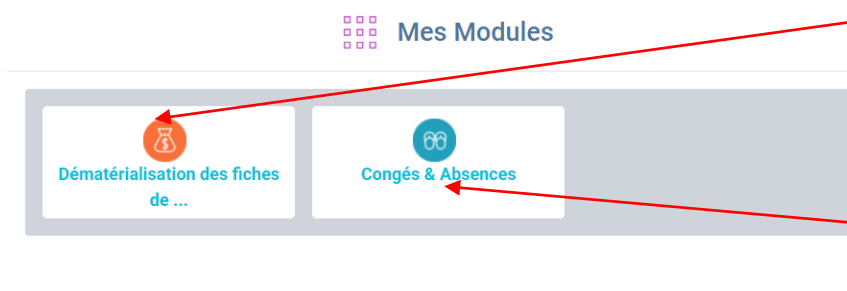 Mes Modules
Dématérialisation des fiches
de ...
Congés & Absences